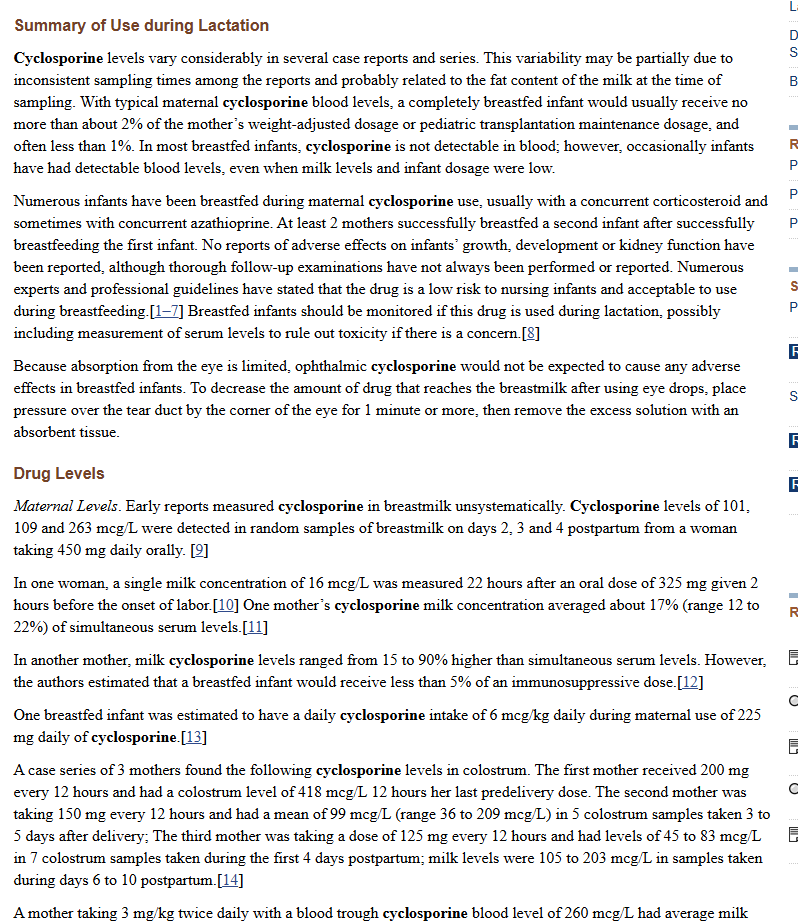 Summary of Use during Lactation
Cyclosporine levels vary considerably in several case reports and series. This variability may be partially due to
inconsistent sampling times among the reports and probably related to the fat content of the milk at the time of
sampling. With typical maternal cyclosporine blood levels, a completely breastfed infant would usually receive no
more than about 2% of the mother’s weight-adjusted dosage or pediatric transplantation maintenance dosage, and
often less than 1%. In most breastfed infants, cyclosporine is not detectable in blood; however, occasionally infants
have had detectable blood levels, even when milk levels and infant dosage were low.
Numerous infants have been breastfed during maternal cyclosporine use, usually with a concurrent corticosteroid and
sometimes with concurrent azathioprine. At least 2 mothers successfully breastfed a second infant after successfully
breastfeeding the first infant. No reports of adverse effects on infants’ growth, development or kidney function have
been reported, although thorough follow-up examinations have not always been performed or reported. Numerous
experts and professional guidelines have stated that the drug is a low risk to nursing infants and acceptable to use
during breastfeeding.[1–7] Breastfed infants should be monitored if this drug is used during lactation, possibly
including measurement of serum levels to rule out toxicity if there is a concern.[8]
Because absorption from the eye is limited, ophthalmic cyclosporine would not be expected to cause any adverse
effects in breastfed infants. To decrease the amount of drug that reaches the breastmilk after using eye drops, place
pressure over the tear duct by the corner of the eye for 1 minute or more, then remove the excess solution with an
absorbent tissue.
Drug Levels
Maternal Levels. Early reports measured cyclosporine in breastmilk unsystematically. Cyclosporine levels of 101,
109 and 263 mcg/L were detected in random samples of breastmilk on days 2, 3 and 4 postpartum from a woman
taking 450 mg daily orally. [9]
In one woman, a single milk concentration of 16 mcg/L was measured 22 hours after an oral dose of 325 mg given 2
hours before the onset of labor.[10] One mother’s cyclosporine milk concentration averaged about 17% (range 12 to
22%) of simultaneous serum levels.[11]
In another mother, milk cyclosporine levels ranged from 15 to 90% higher than simultaneous serum levels. However,
the authors estimated that a breastfed infant would receive less than 5% of an immunosuppressive dose.[12]
One breastfed infant was estimated to have a daily cyclosporine intake of 6 mcg/kg daily during maternal use of 225
mg daily of cyclosporine.[13]
A case series of 3 mothers found the following cyclosporine levels in colostrum. The first mother received 200 mg
every 12 hours and had a colostrum level of 418 mcg/L 12 hours her last predelivery dose. The second mother was
taking 150 mg every 12 hours and had a mean of 99 mcg/L (range 36 to 209 mcg/L) in 5 colostrum samples taken 3 to
5 days after delivery; The third mother was taking a dose of 125 mg every 12 hours and had levels of 45 to 83 mcg/L
in 7 colostrum samples taken during the first 4 days postpartum; milk levels were 105 to 203 mcg/L in samples taken
during days 6 to 10 postpartum.[14]
A mother taking 3 mg/kg twice daily with a blood trough cyclosporine blood level of 260 mcg/L had average milk